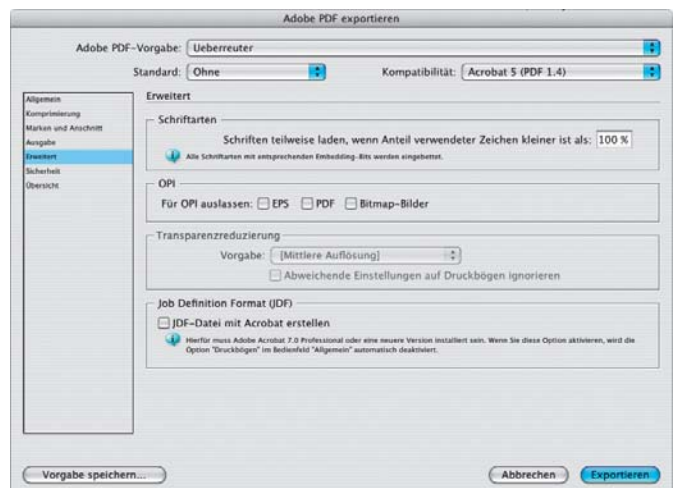 Adobe PDF exportieren
Adobe PDF-Vorgabe: Ueberreuter
Standard: Ohne Kompatibilität: Acrobat 5 (PDF 1.4)
Allgemein
Komprimierung
Marken und Anschnitt
Ausgabe
Erweitert
Sicherheit
Übersicht
Erweitert
Schriftarten
Schriften teilweise laden, wenn Anteil verwendeter Zeichen kleiner ist als: 100 %
Alle Schriftarten mit entsprechenden Embedding-Bits werden eingebettet.
OPI
Für OPI auslassen: EPS PDF Bitmap-Bilder
Transparenzreduzierung
Vorgabe: [Mittlere Auflösung]
Abweichende Einstellungen auf Druckbögen ignorieren
Job Definition Format (JDF)
JDF-Datei mit Acrobat erstellen
Hierfür muss Adobe Acrobat 7.0 Professional oder eine neuere Version installiert sein. Wenn Sie diese Option aktivieren, wird die
Option "Druckbögen" im Bedienfeld "Allgemein" automatisch deaktiviert.
Vorgabe speichern... Abbrechen Exportieren